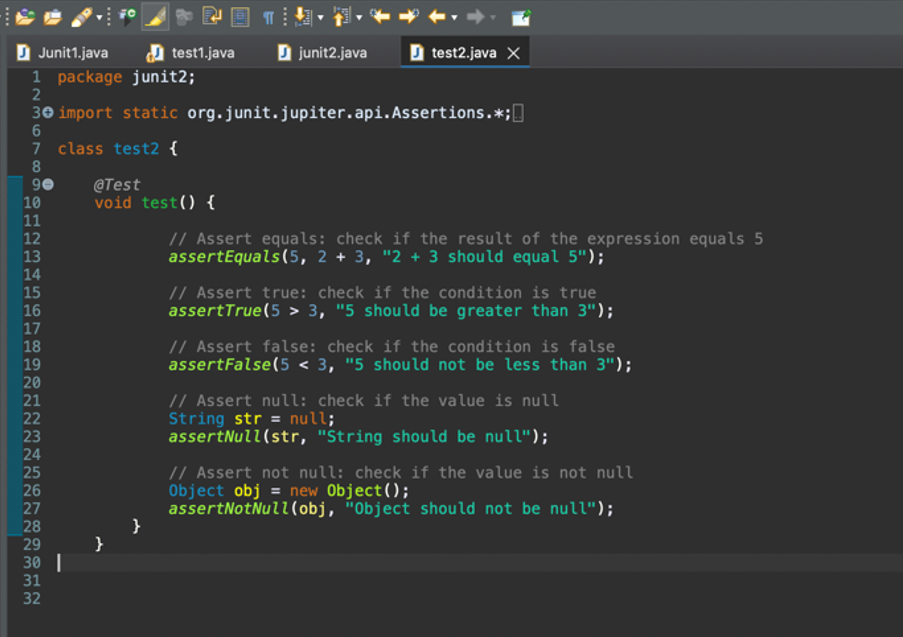 Junit1.java test1.java junit2.java test2.java
1 package junit2;
2
3 import static org.junit.jupiter.api.Assertions.*;
6
7 class test2 {
8
9 @Test
10 void test() {
11
12 // Assert equals: check if the result of the expression equals 5
13 assertEquals(5, 2 + 3, "2 + 3 should equal 5");
14
15 // Assert true: check if the condition is true
16 assertTrue(5 > 3, "5 should be greater than 3");
17
18 // Assert false: check if the condition is false
19 assertFalse(5 < 3, "5 should not be less than 3");
20
21 // Assert null: check if the value is null
22 String str = null;
23 assertNull(str, "String should be null");
24
25 // Assert not null: check if the value is not null
26 Object obj = new Object();
27 assertNotNull(obj, "Object should not be null");
28 }
29 }
30
31
32